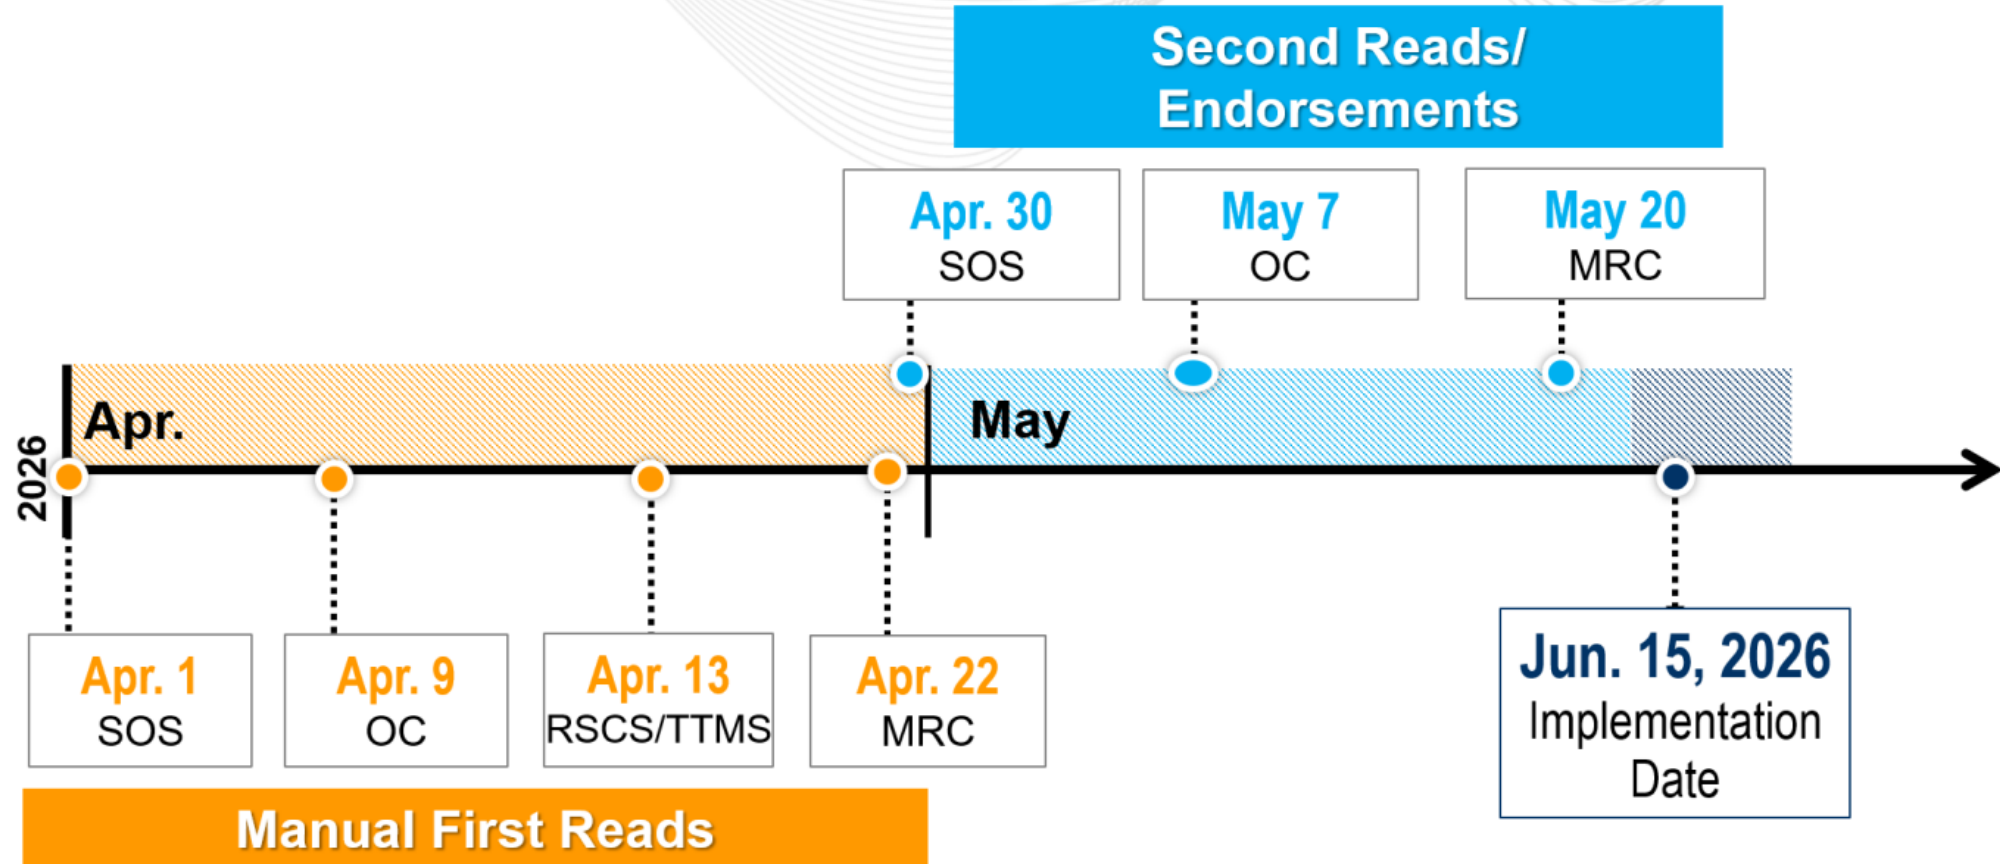 Second Reads/
Endorsements
Apr. 30
SOS
May 7
OC
May 20
MRC
Apr.
May
2026
Apr. 1
SOS
Apr. 9
OC
Apr. 13
RSCS/TTMS
Apr. 22
MRC
Jun. 15, 2026
Implementation
Date
Manual First Reads